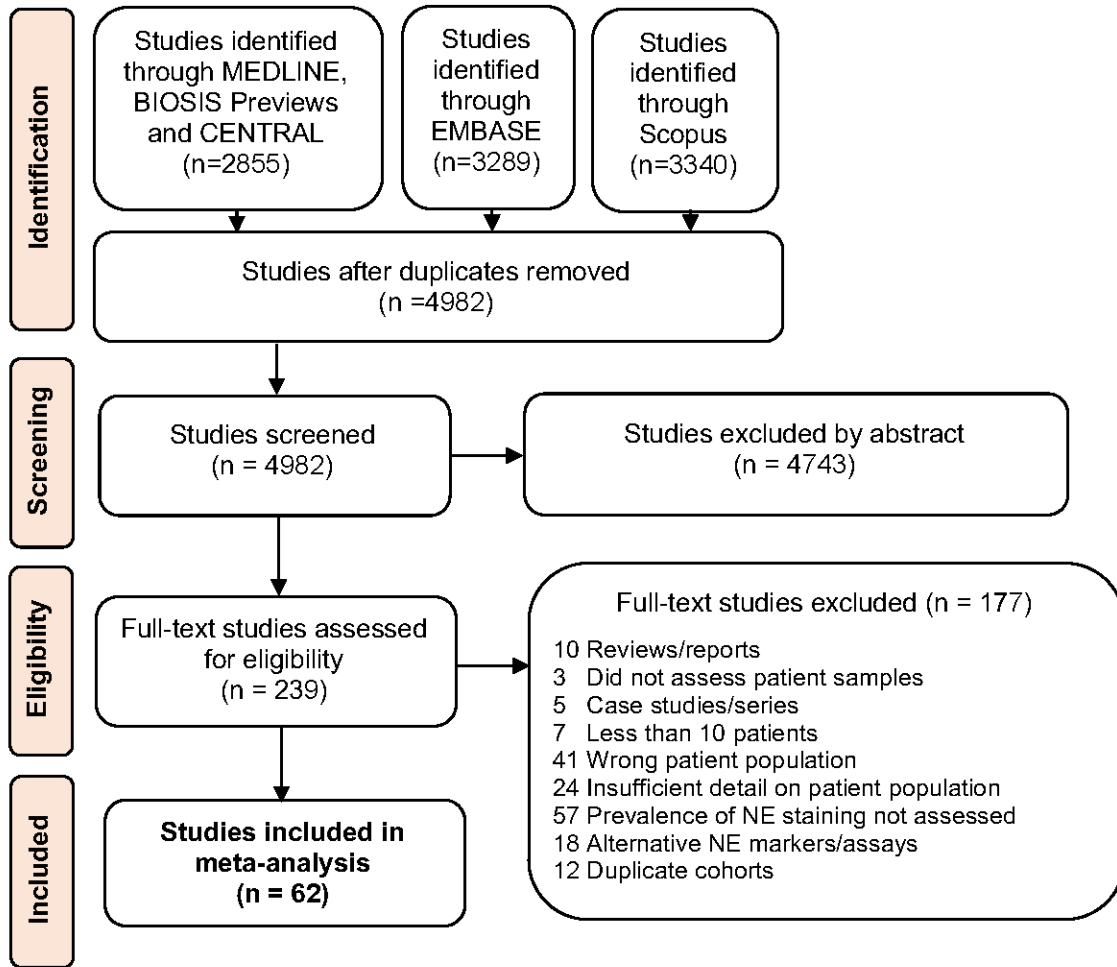 Identification
Studies identified
through MEDLINE,
BIOSIS Previews
and CENTRAL
(n=2855)
Studies
identified
through
EMBASE
(n=3289)
Studies
identified
through
Scopus
(n=3340)
Studies after duplicates removed
(n =4982)
Screening
Studies screened
(n = 4982)
Studies excluded by abstract
(n = 4743)
Eligibility
Full-text studies assessed
for eligibility
(n = 239)
Full-text studies excluded (n = 177)
10 Reviews/reports
3 Did not assess patient samples
5 Case studies/series
7 Less than 10 patients
41 Wrong patient population
24 Insufficient detail on patient population
57 Prevalence of NE staining not assessed
18 Alternative NE markers/assays
12 Duplicate cohorts
Included
Studies included in
meta-analysis
(n = 62)